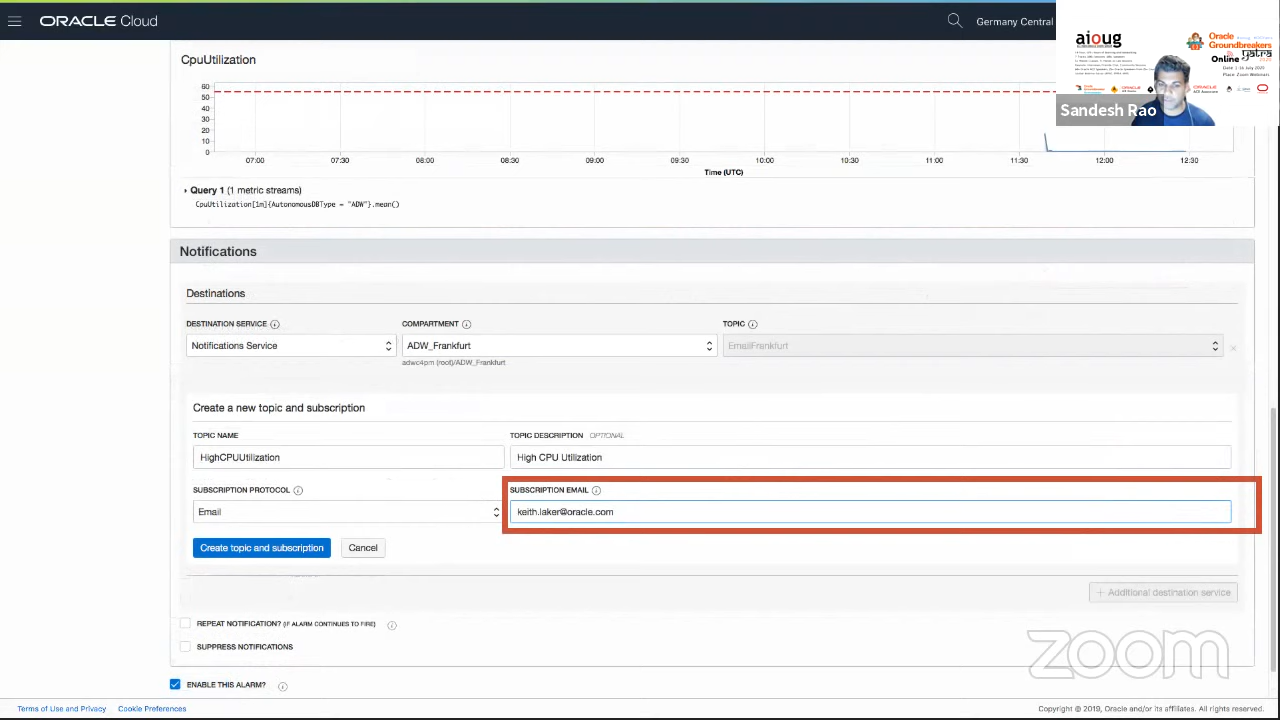 ORACLE Cloud
Germany Central
aioug
Oracle
Groundbreakers
Online yatra
Sandesh Rao
CpuUtilization
60
50
40
30
20
10
0
07:00 07:30 08:00 08:30 09:00 09:30 10:00 10:30 11:00 11:30 12:00 12:30
Time (UTC)
Query 1 (1 metric streams)
CpuUtilization[1m]{AutonomousDBType = "ADW"}.mean()
Notifications
Destinations
DESTINATION SERVICE COMPARTMENT TOPIC
Notifications Service ADW_Frankfurt EmailFrankfurt
adwc4pm (root)/ADW_Frankfurt
Create a new topic and subscription
TOPIC NAME TOPIC DESCRIPTION OPTIONAL
HighCPUUtilization High CPU Utilization
SUBSCRIPTION PROTOCOL SUBSCRIPTION EMAIL
Email keith.laker@oracle.com
Create topic and subscription Cancel
+ Additional destination service
REPEAT NOTIFICATION? (IF ALARM CONTINUES TO FIRE)
SUPPRESS NOTIFICATIONS
zoom
ENABLE THIS ALARM?
Terms of Use and Privacy Cookie Preferences Copyright © 2019, Oracle and/or its affiliates. All rights reserved.